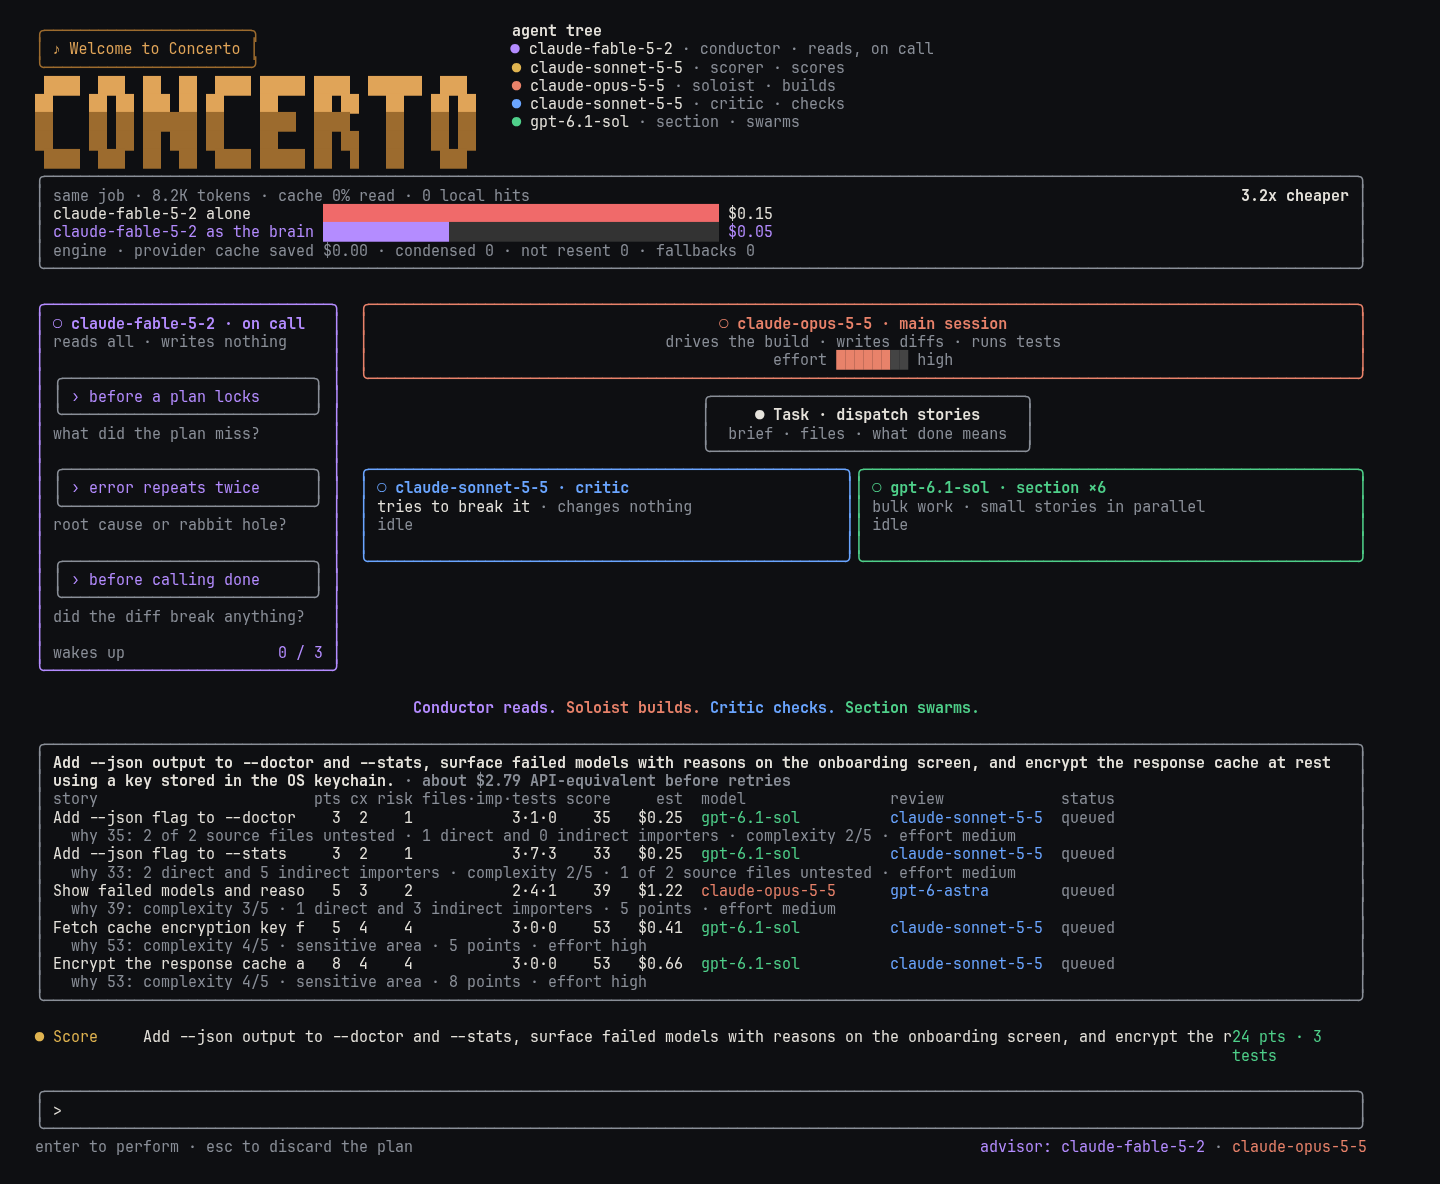 ♪ Welcome to Concerto
CONCERTO
agent tree
● claude-fable-5-2 · conductor · reads, on call
● claude-sonnet-5-5 · scorer · scores
● claude-opus-5-5 · soloist · builds
● claude-sonnet-5-5 · critic · checks
● gpt-6.1-sol · section · swarms
same job · 8.2K tokens · cache 0% read · 0 local hits 3.2x cheaper
claude-fable-5-2 alone $0.15
claude-fable-5-2 as the brain $0.05
engine · provider cache saved $0.00 · condensed 0 · not resent 0 · fallbacks 0
○ claude-fable-5-2 · on call
reads all · writes nothing
› before a plan locks
what did the plan miss?
› error repeats twice
root cause or rabbit hole?
› before calling done
did the diff break anything?
wakes up 0 / 3
○ claude-opus-5-5 · main session
drives the build · writes diffs · runs tests
effort high
● Task · dispatch stories
brief · files · what done means
○ claude-sonnet-5-5 · critic
tries to break it · changes nothing
idle
○ gpt-6.1-sol · section ×6
bulk work · small stories in parallel
idle
Conductor reads. Soloist builds. Critic checks. Section swarms.
Add --json output to --doctor and --stats, surface failed models with reasons on the onboarding screen, and encrypt the response cache at rest
using a key stored in the OS keychain. · about $2.79 API-equivalent before retries
story pts cx risk files·imp·tests score est model review status
Add --json flag to --doctor 3 2 1 3·1·0 35 $0.25 gpt-6.1-sol claude-sonnet-5-5 queued
why 35: 2 of 2 source files untested · 1 direct and 0 indirect importers · complexity 2/5 · effort medium
Add --json flag to --stats 3 2 1 3·7·3 33 $0.25 gpt-6.1-sol claude-sonnet-5-5 queued
why 33: 2 direct and 5 indirect importers · complexity 2/5 · 1 of 2 source files untested · effort medium
Show failed models and reaso 5 3 2 2·4·1 39 $1.22 claude-opus-5-5 gpt-6-astra queued
why 39: complexity 3/5 · 1 direct and 3 indirect importers · 5 points · effort medium
Fetch cache encryption key f 5 4 4 3·0·0 53 $0.41 gpt-6.1-sol claude-sonnet-5-5 queued
why 53: complexity 4/5 · sensitive area · 5 points · effort high
Encrypt the response cache a 8 4 4 3·0·0 53 $0.66 gpt-6.1-sol claude-sonnet-5-5 queued
why 53: complexity 4/5 · sensitive area · 8 points · effort high
● Score Add --json output to --doctor and --stats, surface failed models with reasons on the onboarding screen, and encrypt the r24 pts · 3
tests
>
enter to perform · esc to discard the plan advisor: claude-fable-5-2 · claude-opus-5-5